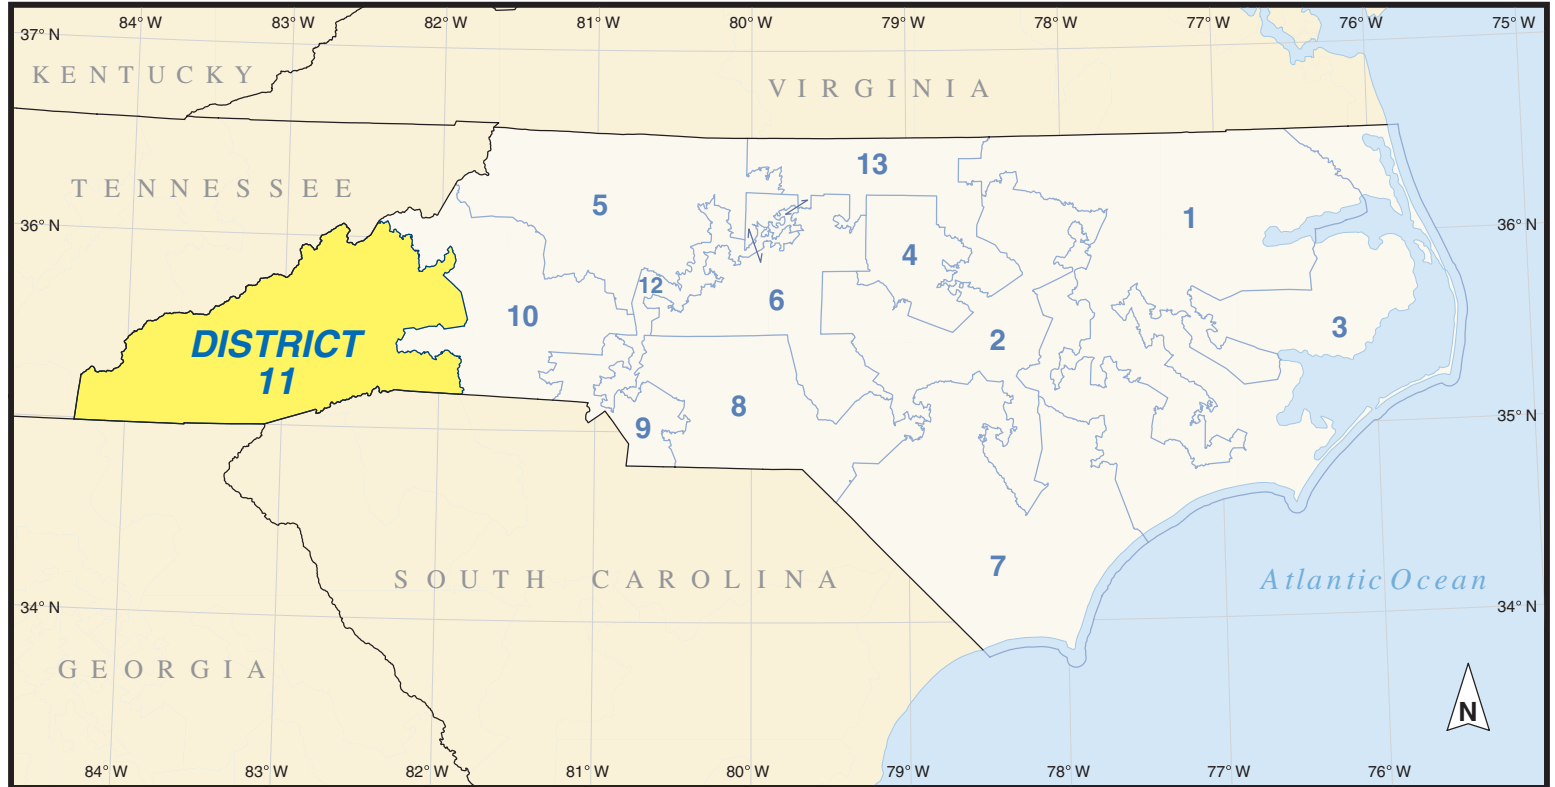 84° W 83° W 82° W 81° W 80° W 79° W 78° W 77° W 76° W 75° W
37° N
KENTUCKY
VIRGINIA
13
TENNESSEE
5
1
36° N
36° N
4
12
6
10
3
DISTRICT
11
2
8
9
35° N
35° N
7
SOUTH CAROLINA
Atlantic Ocean
34° N
34° N
GEORGIA
N
84° W 83° W 82° W 81° W 80° W 79° W 78° W 77° W 76° W